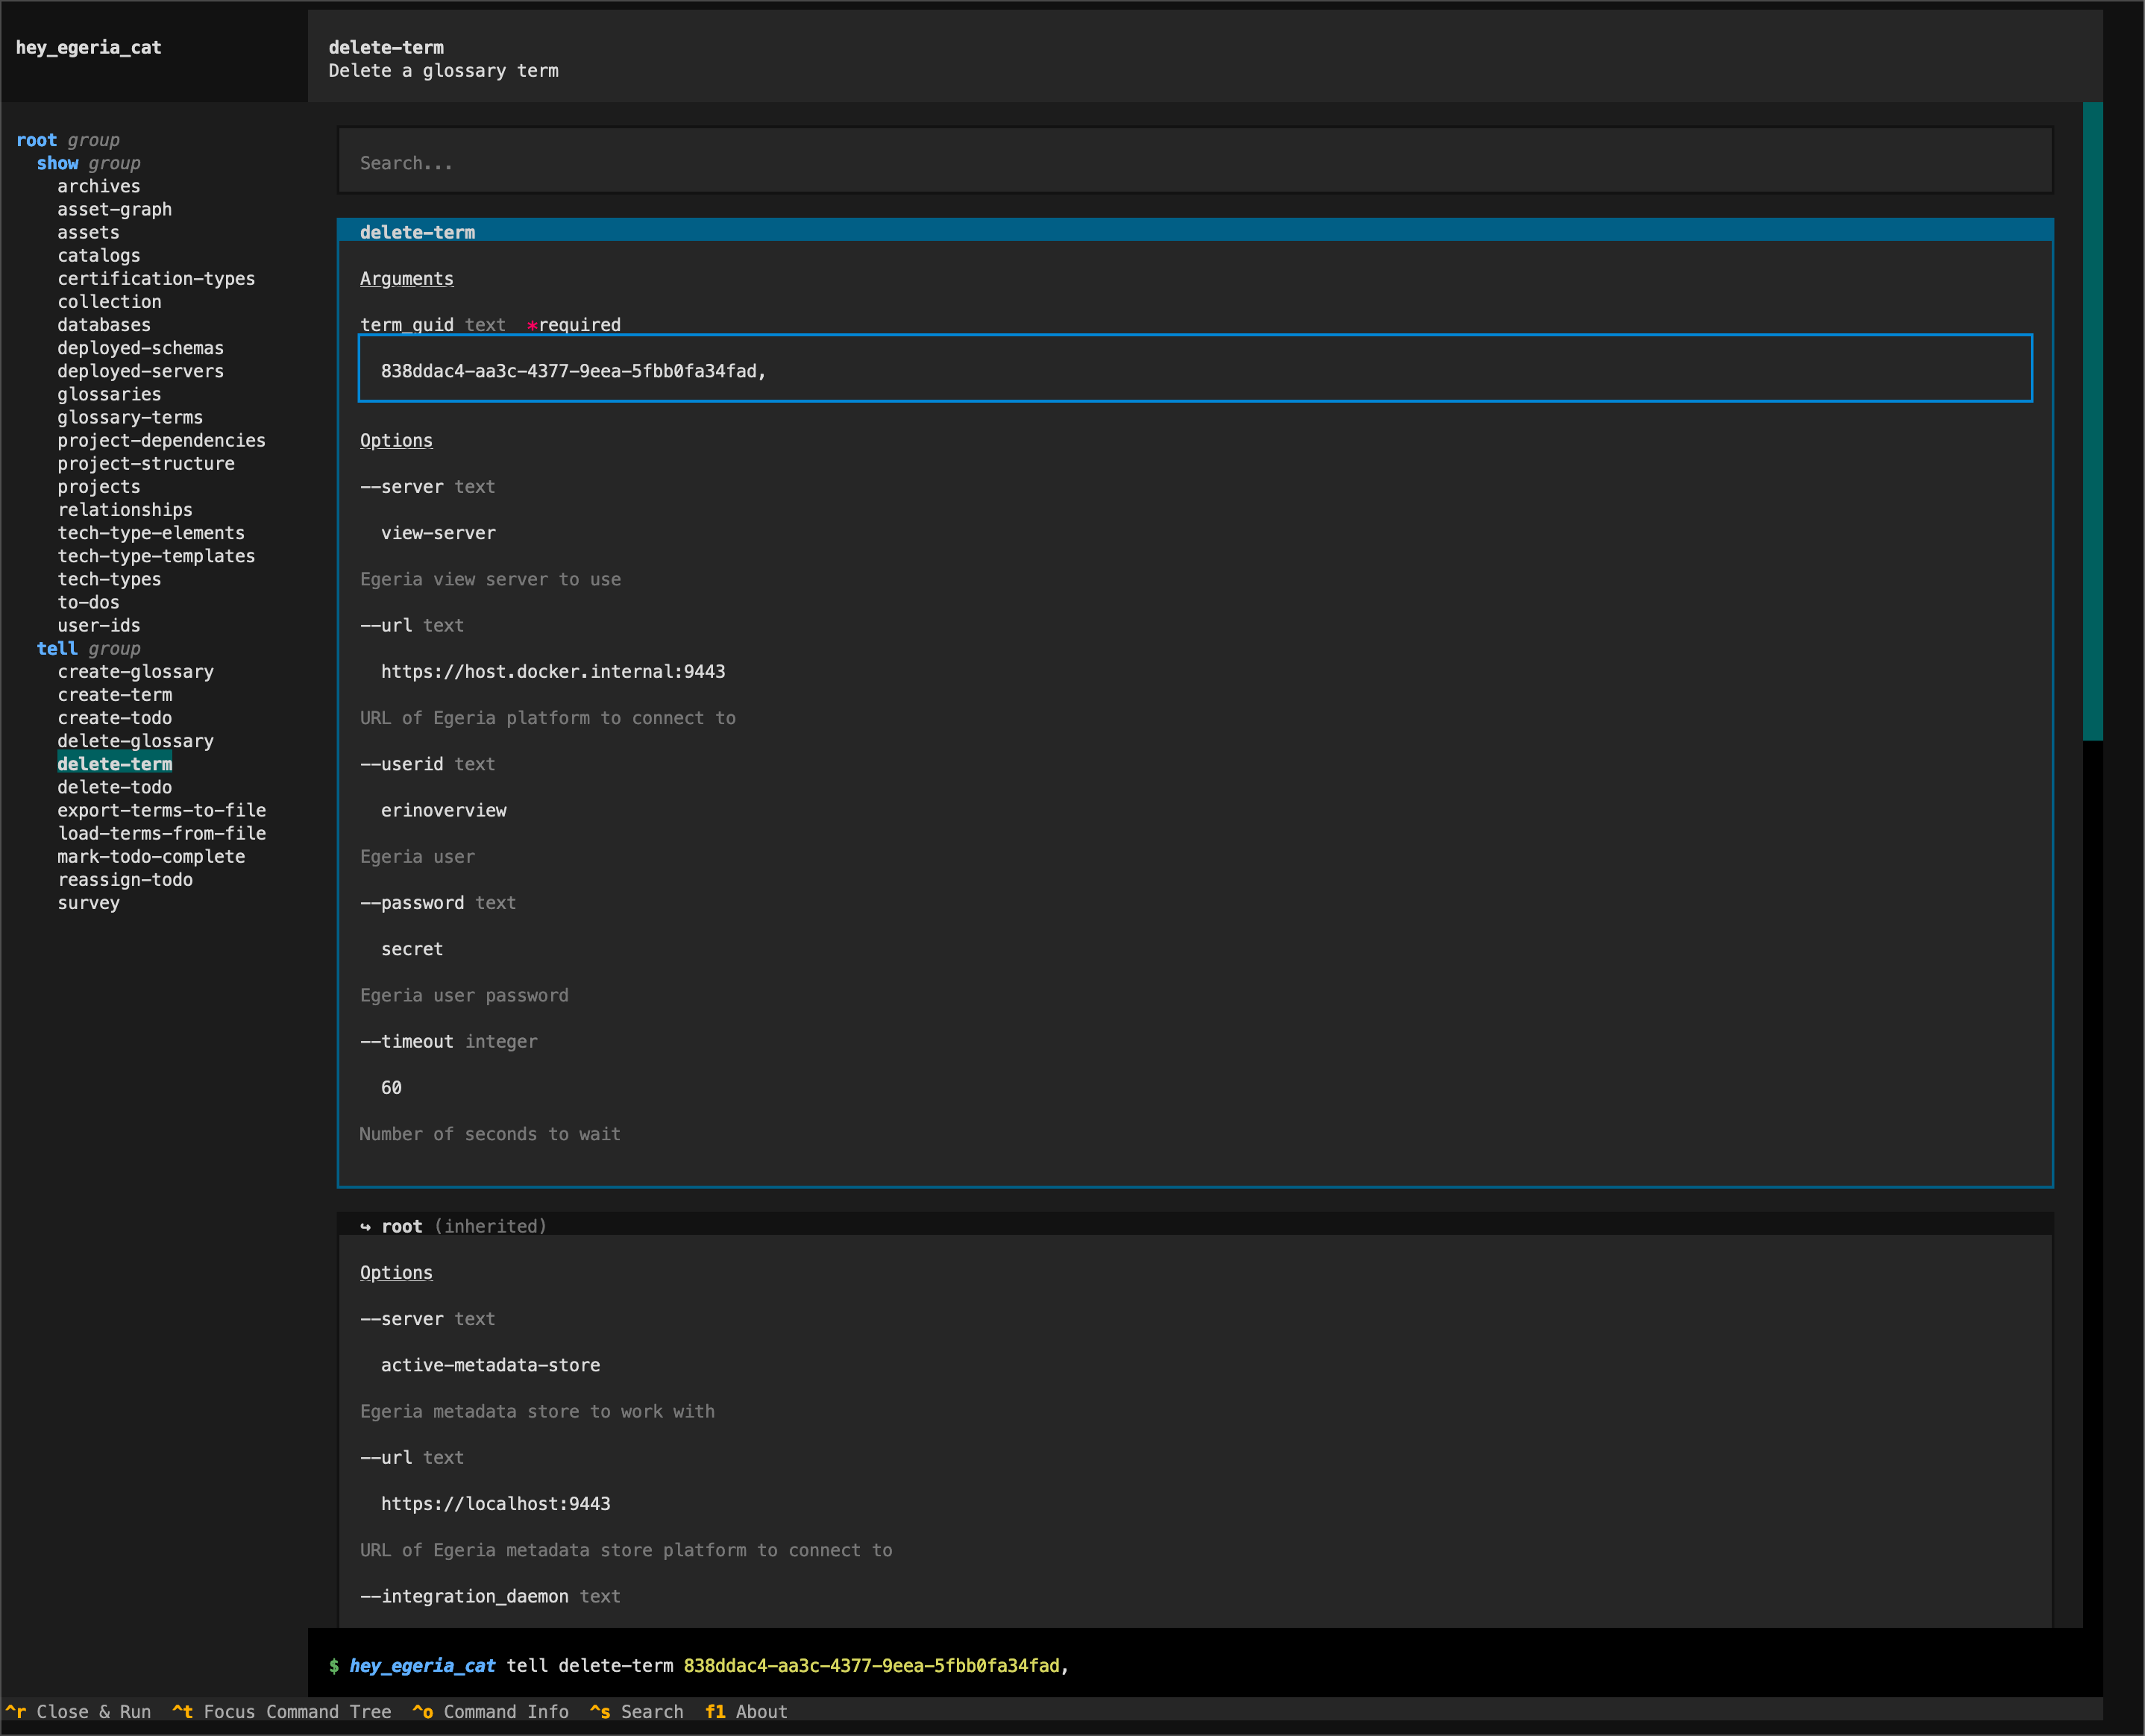 hey_egeria_cat
delete-term
Delete a glossary term
root group
show group
archives
asset-graph
assets
catalogs
certification-types
collection
databases
deployed-schemas
deployed-servers
glossaries
glossary-terms
project-dependencies
project-structure
projects
relationships
tech-type-elements
tech-type-templates
tech-types
to-dos
user-ids
tell group
create-glossary
create-term
create-todo
delete-glossary
delete-term
delete-todo
export-terms-to-file
load-terms-from-file
mark-todo-complete
reassign-todo
survey
Search...
delete-term
Arguments
term_guid text *required
838ddac4-aa3c-4377-9eea-5fbb0fa34fad,
Options
--server text
view-server
Egeria view server to use
--url text
https://host.docker.internal:9443
URL of Egeria platform to connect to
--userid text
erinoverview
Egeria user
--password text
secret
Egeria user password
--timeout integer
60
Number of seconds to wait
↪ root (inherited)
Options
--server text
active-metadata-store
Egeria metadata store to work with
--url text
https://localhost:9443
URL of Egeria metadata store platform to connect to
--integration_daemon text
$ hey_egeria_cat tell delete-term 838ddac4-aa3c-4377-9eea-5fbb0fa34fad,
^r Close & Run ^t Focus Command Tree ^o Command Info ^s Search f1 About